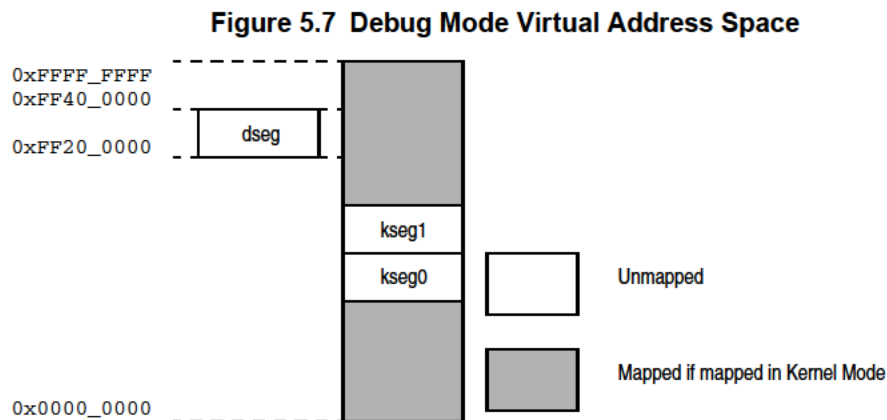 Figure 5.7 Debug Mode Virtual Address Space
0xFFFF_FFFF
0xFF40_0000
dseg
0xFF20_0000
kseg1
kseg0
Unmapped
Mapped if mapped in Kernel Mode
0x0000_0000